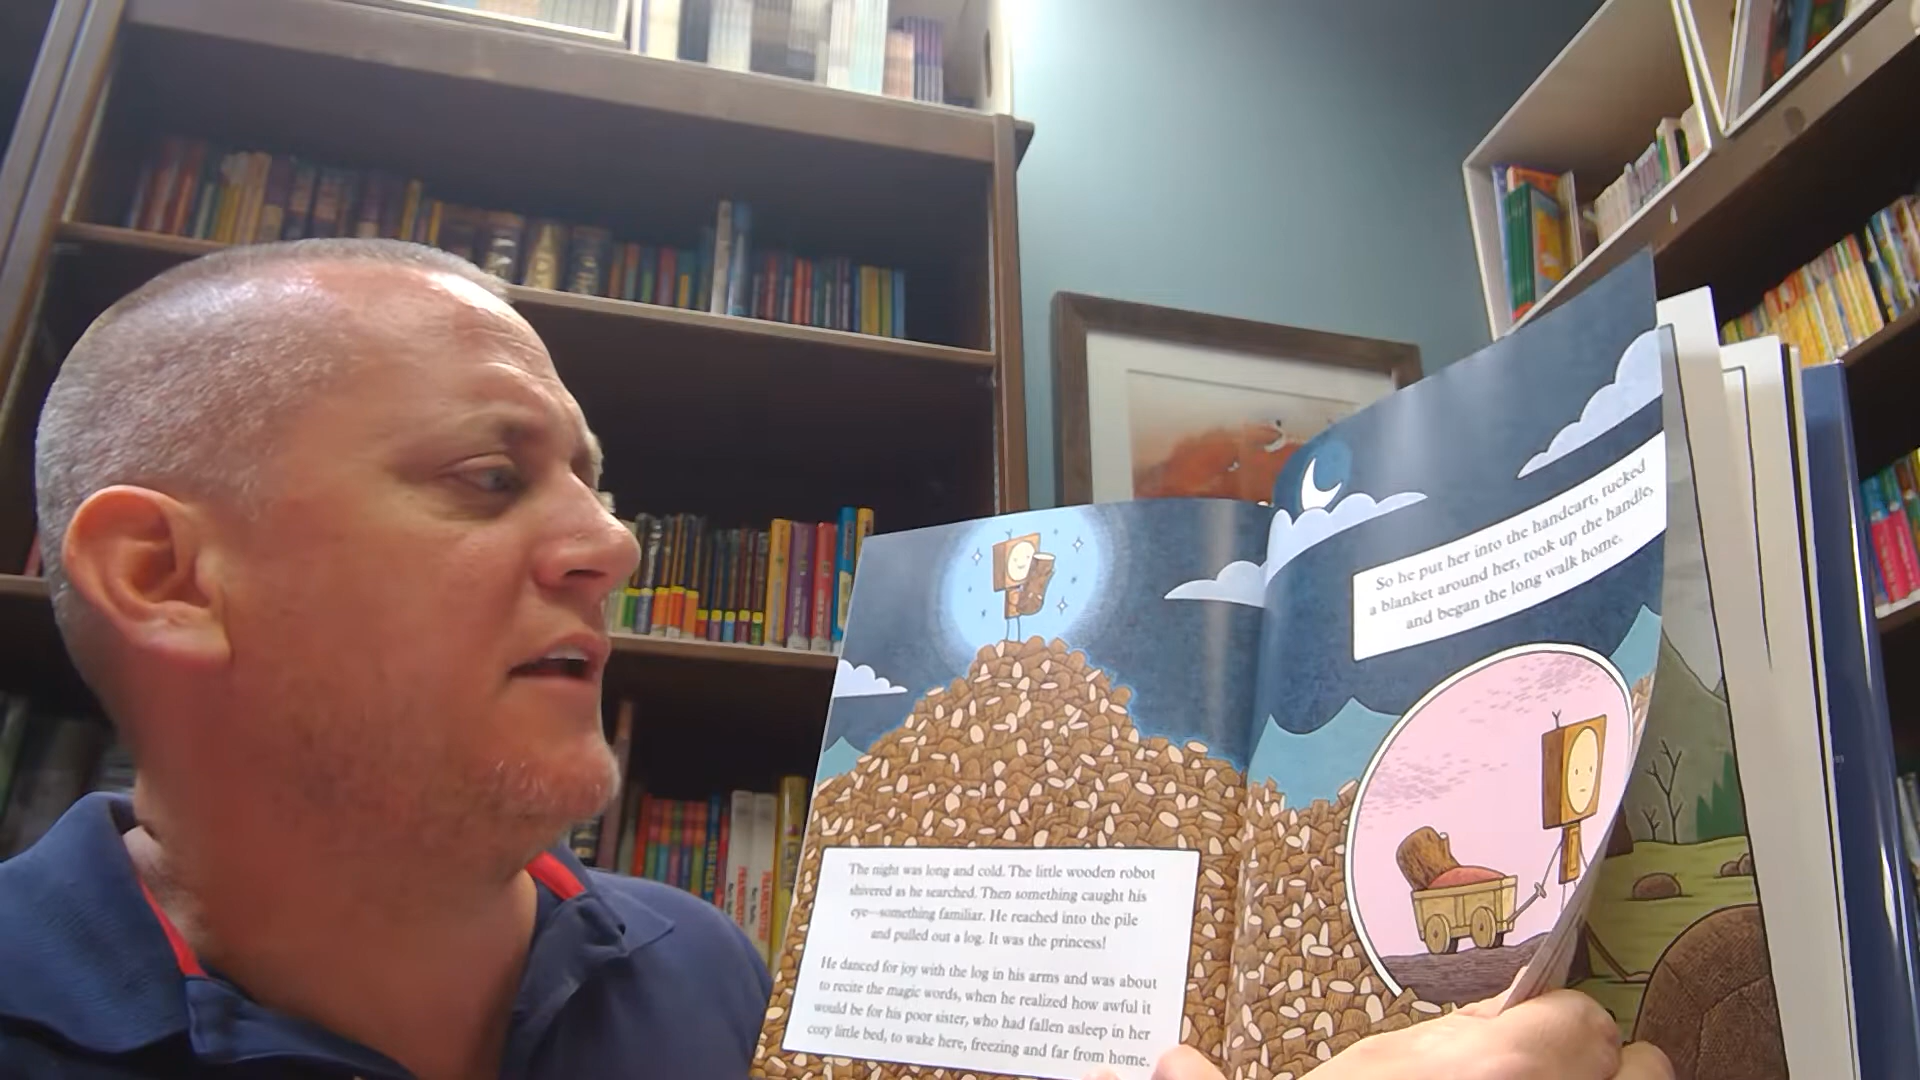 The night was long and cold. The little wooden robot
shivered as he searched. Then something caught his
eye—something familiar. He reached into the pile
and pulled out a log. It was the princess!
He danced for joy with the log in his arms and was about
to recite the magic words, when he realized how awful it
would be for his poor sister, who had fallen asleep in her
cozy little bed, to wake here, freezing and far from home.
So he put her into the handcart, tucked
a blanket around her, took up the handle,
and began the long walk home.